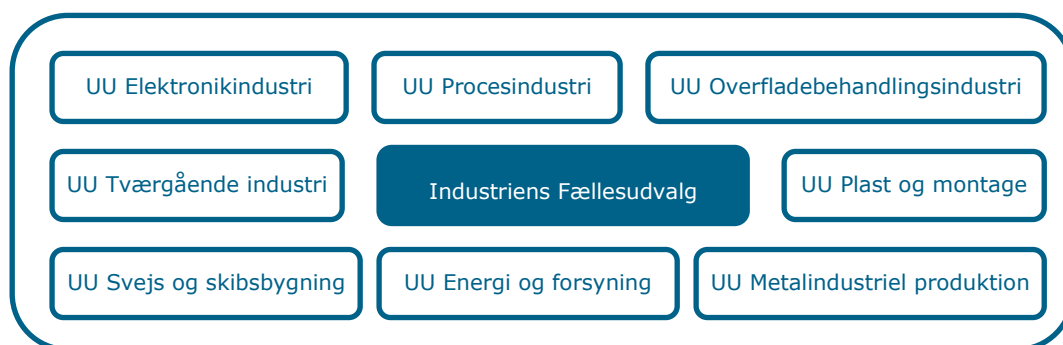 UU Elektronikindustri
UU Procesindustri
UU Overfladebehandlingsindustri
UU Tværgående industri
Industriens Fællesudvalg
UU Plast og montage
UU Svejs og skibsbygning
UU Energi og forsyning
UU Metalindustriel produktion